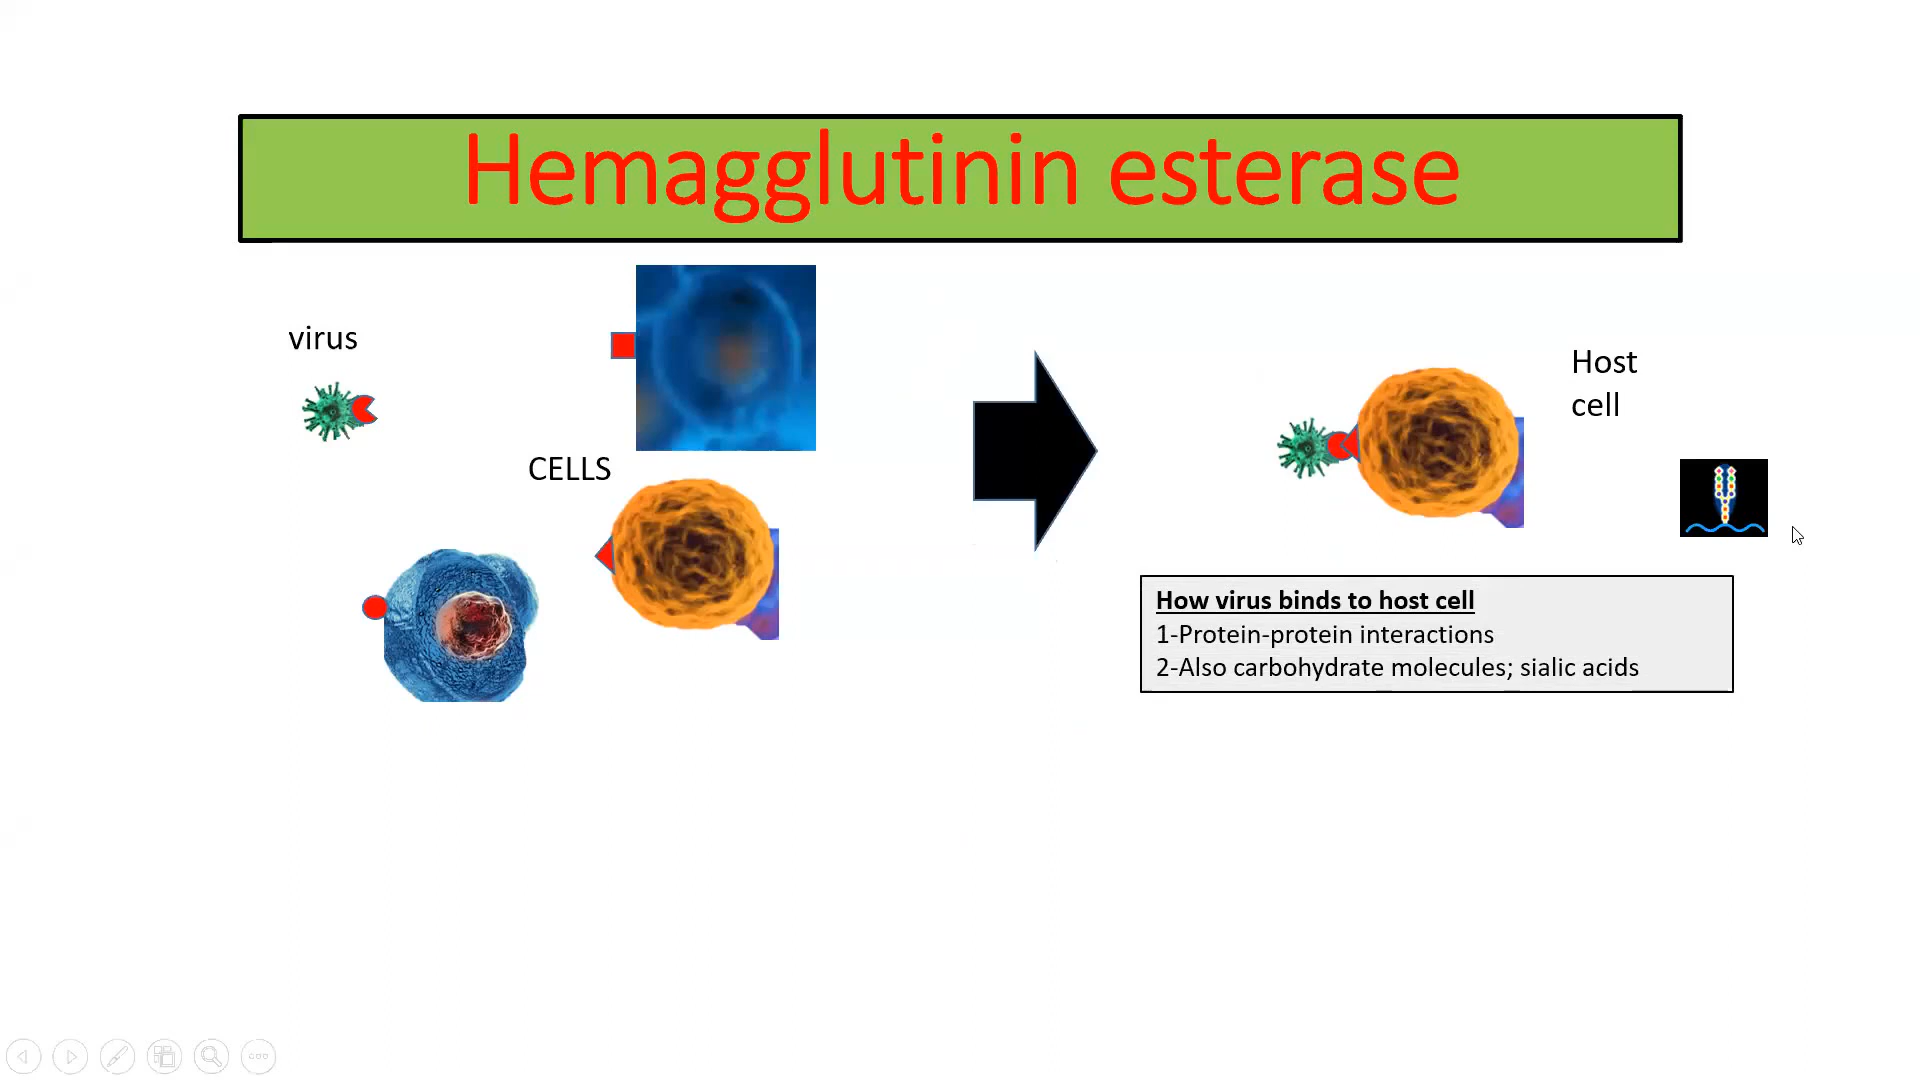 Hemagglutinin esterase
virus
CELLS
Host
cell
How virus binds to host cell
1-Protein-protein interactions
2-Also carbohydrate molecules; sialic acids